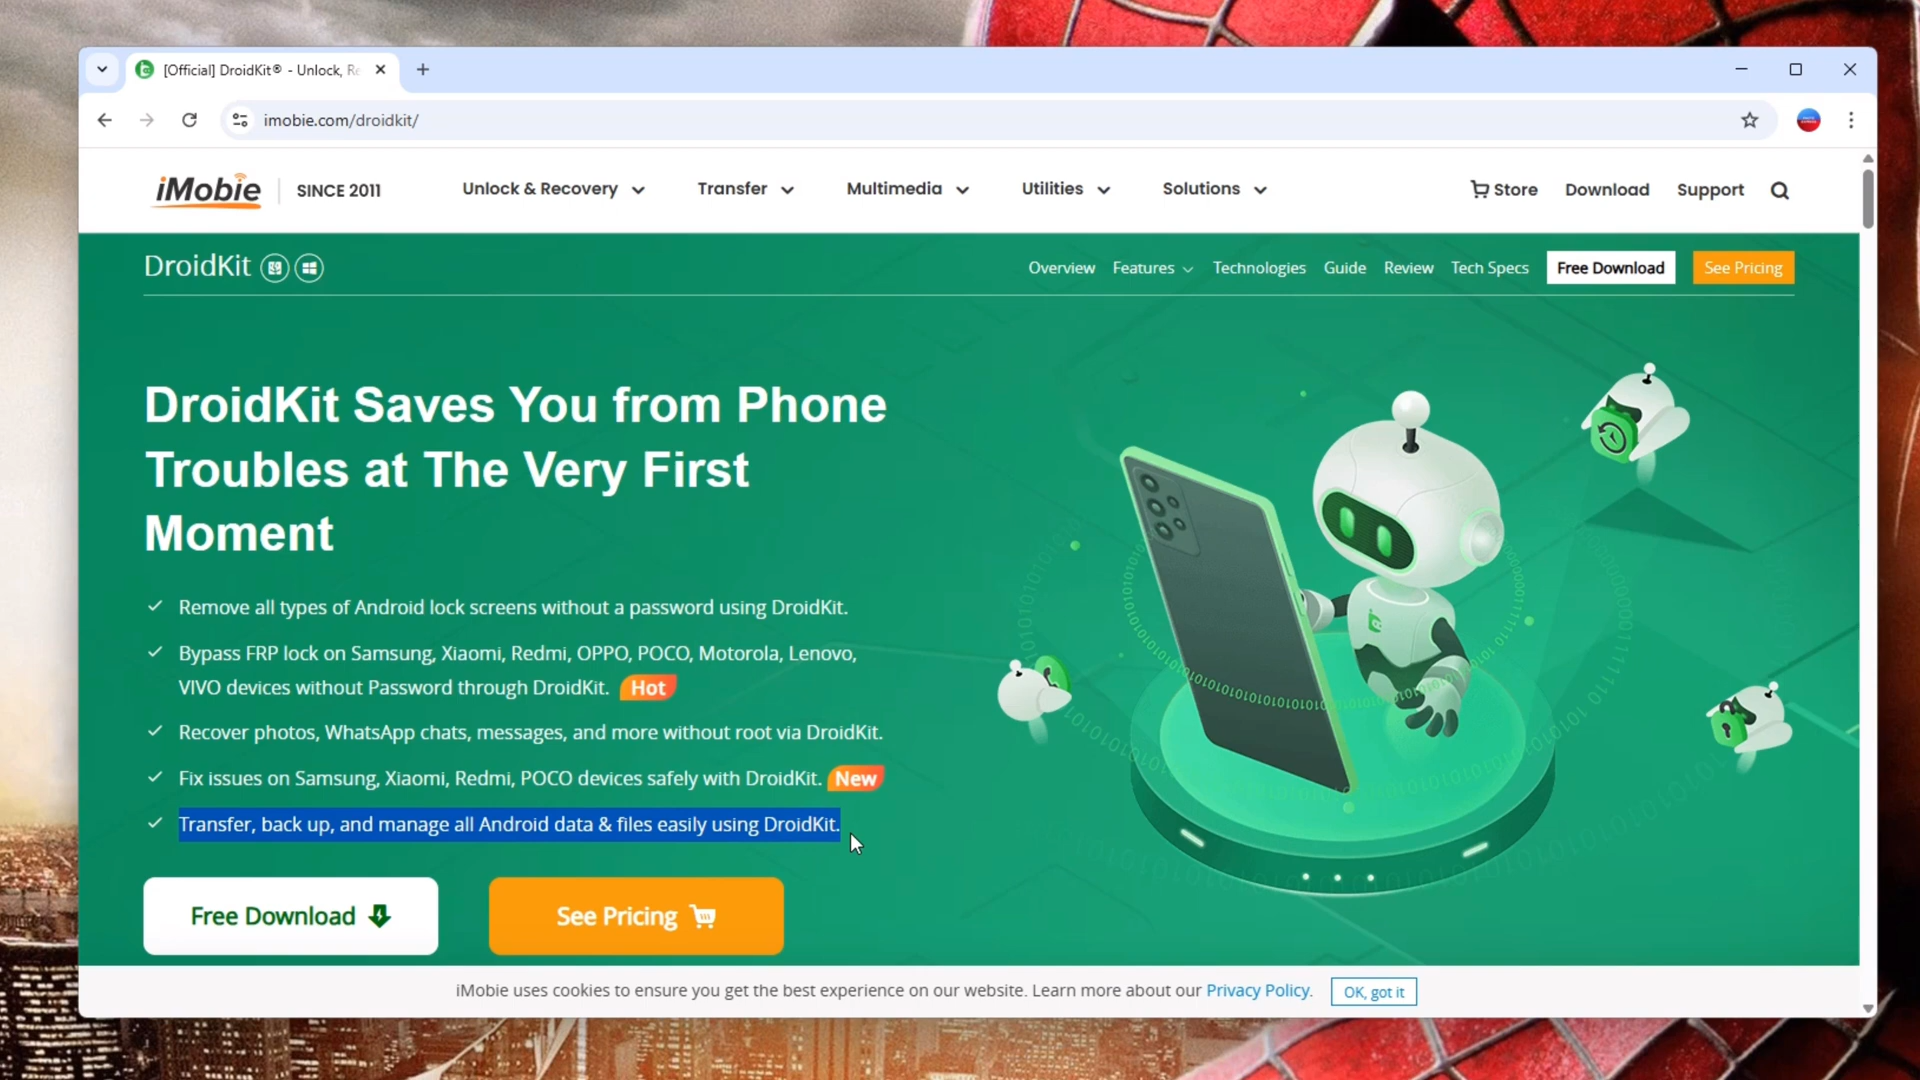 [Official] DroidKit® - Unlock, Re
imobie.com/droidkit/
iMobie
SINCE 2011
Unlock & Recovery
Transfer
Multimedia
Utilities
Solutions
Store
Download
Support
DroidKit
Overview
Features
Technologies
Guide
Review
Tech Specs
Free Download
See Pricing
DroidKit Saves You from Phone
Troubles at The Very First
Moment
Remove all types of Android lock screens without a password using DroidKit.
Bypass FRP lock on Samsung, Xiaomi, Redmi, OPPO, POCO, Motorola, Lenovo,
VIVO devices without Password through DroidKit. Hot
Recover photos, WhatsApp chats, messages, and more without root via DroidKit.
Fix issues on Samsung, Xiaomi, Redmi, POCO devices safely with DroidKit. New
Transfer, back up, and manage all Android data & files easily using DroidKit.
Free Download
See Pricing
iMobie uses cookies to ensure you get the best experience on our website. Learn more about our Privacy Policy.
OK, got it